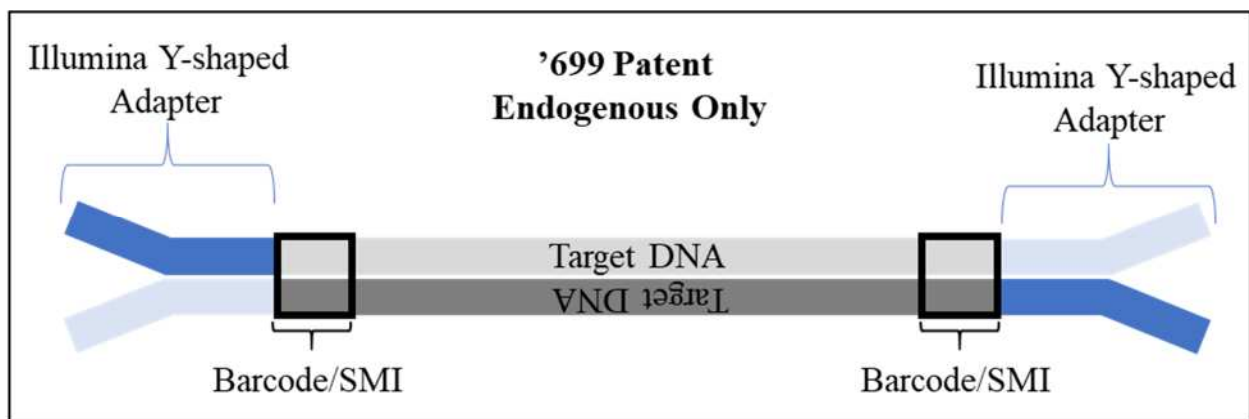 Illumina Y-shaped
Adapter
’699 Patent
Endogenous Only
Illumina Y-shaped
Adapter
Target DNA
Target DNA
Barcode/SMI
Barcode/SMI